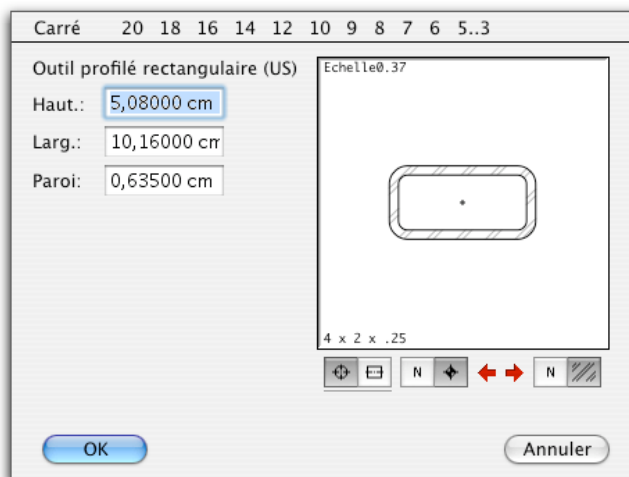 Carré 20 18 16 14 12 10 9 8 7 6 5..3
Outil profilé rectangulaire (US)
Haut.: 5,08000 cm
Larg.: 10,16000 cm
Paroi: 0,63500 cm
Echelle0.37
4 x 2 x .25
N N
OK Annuler